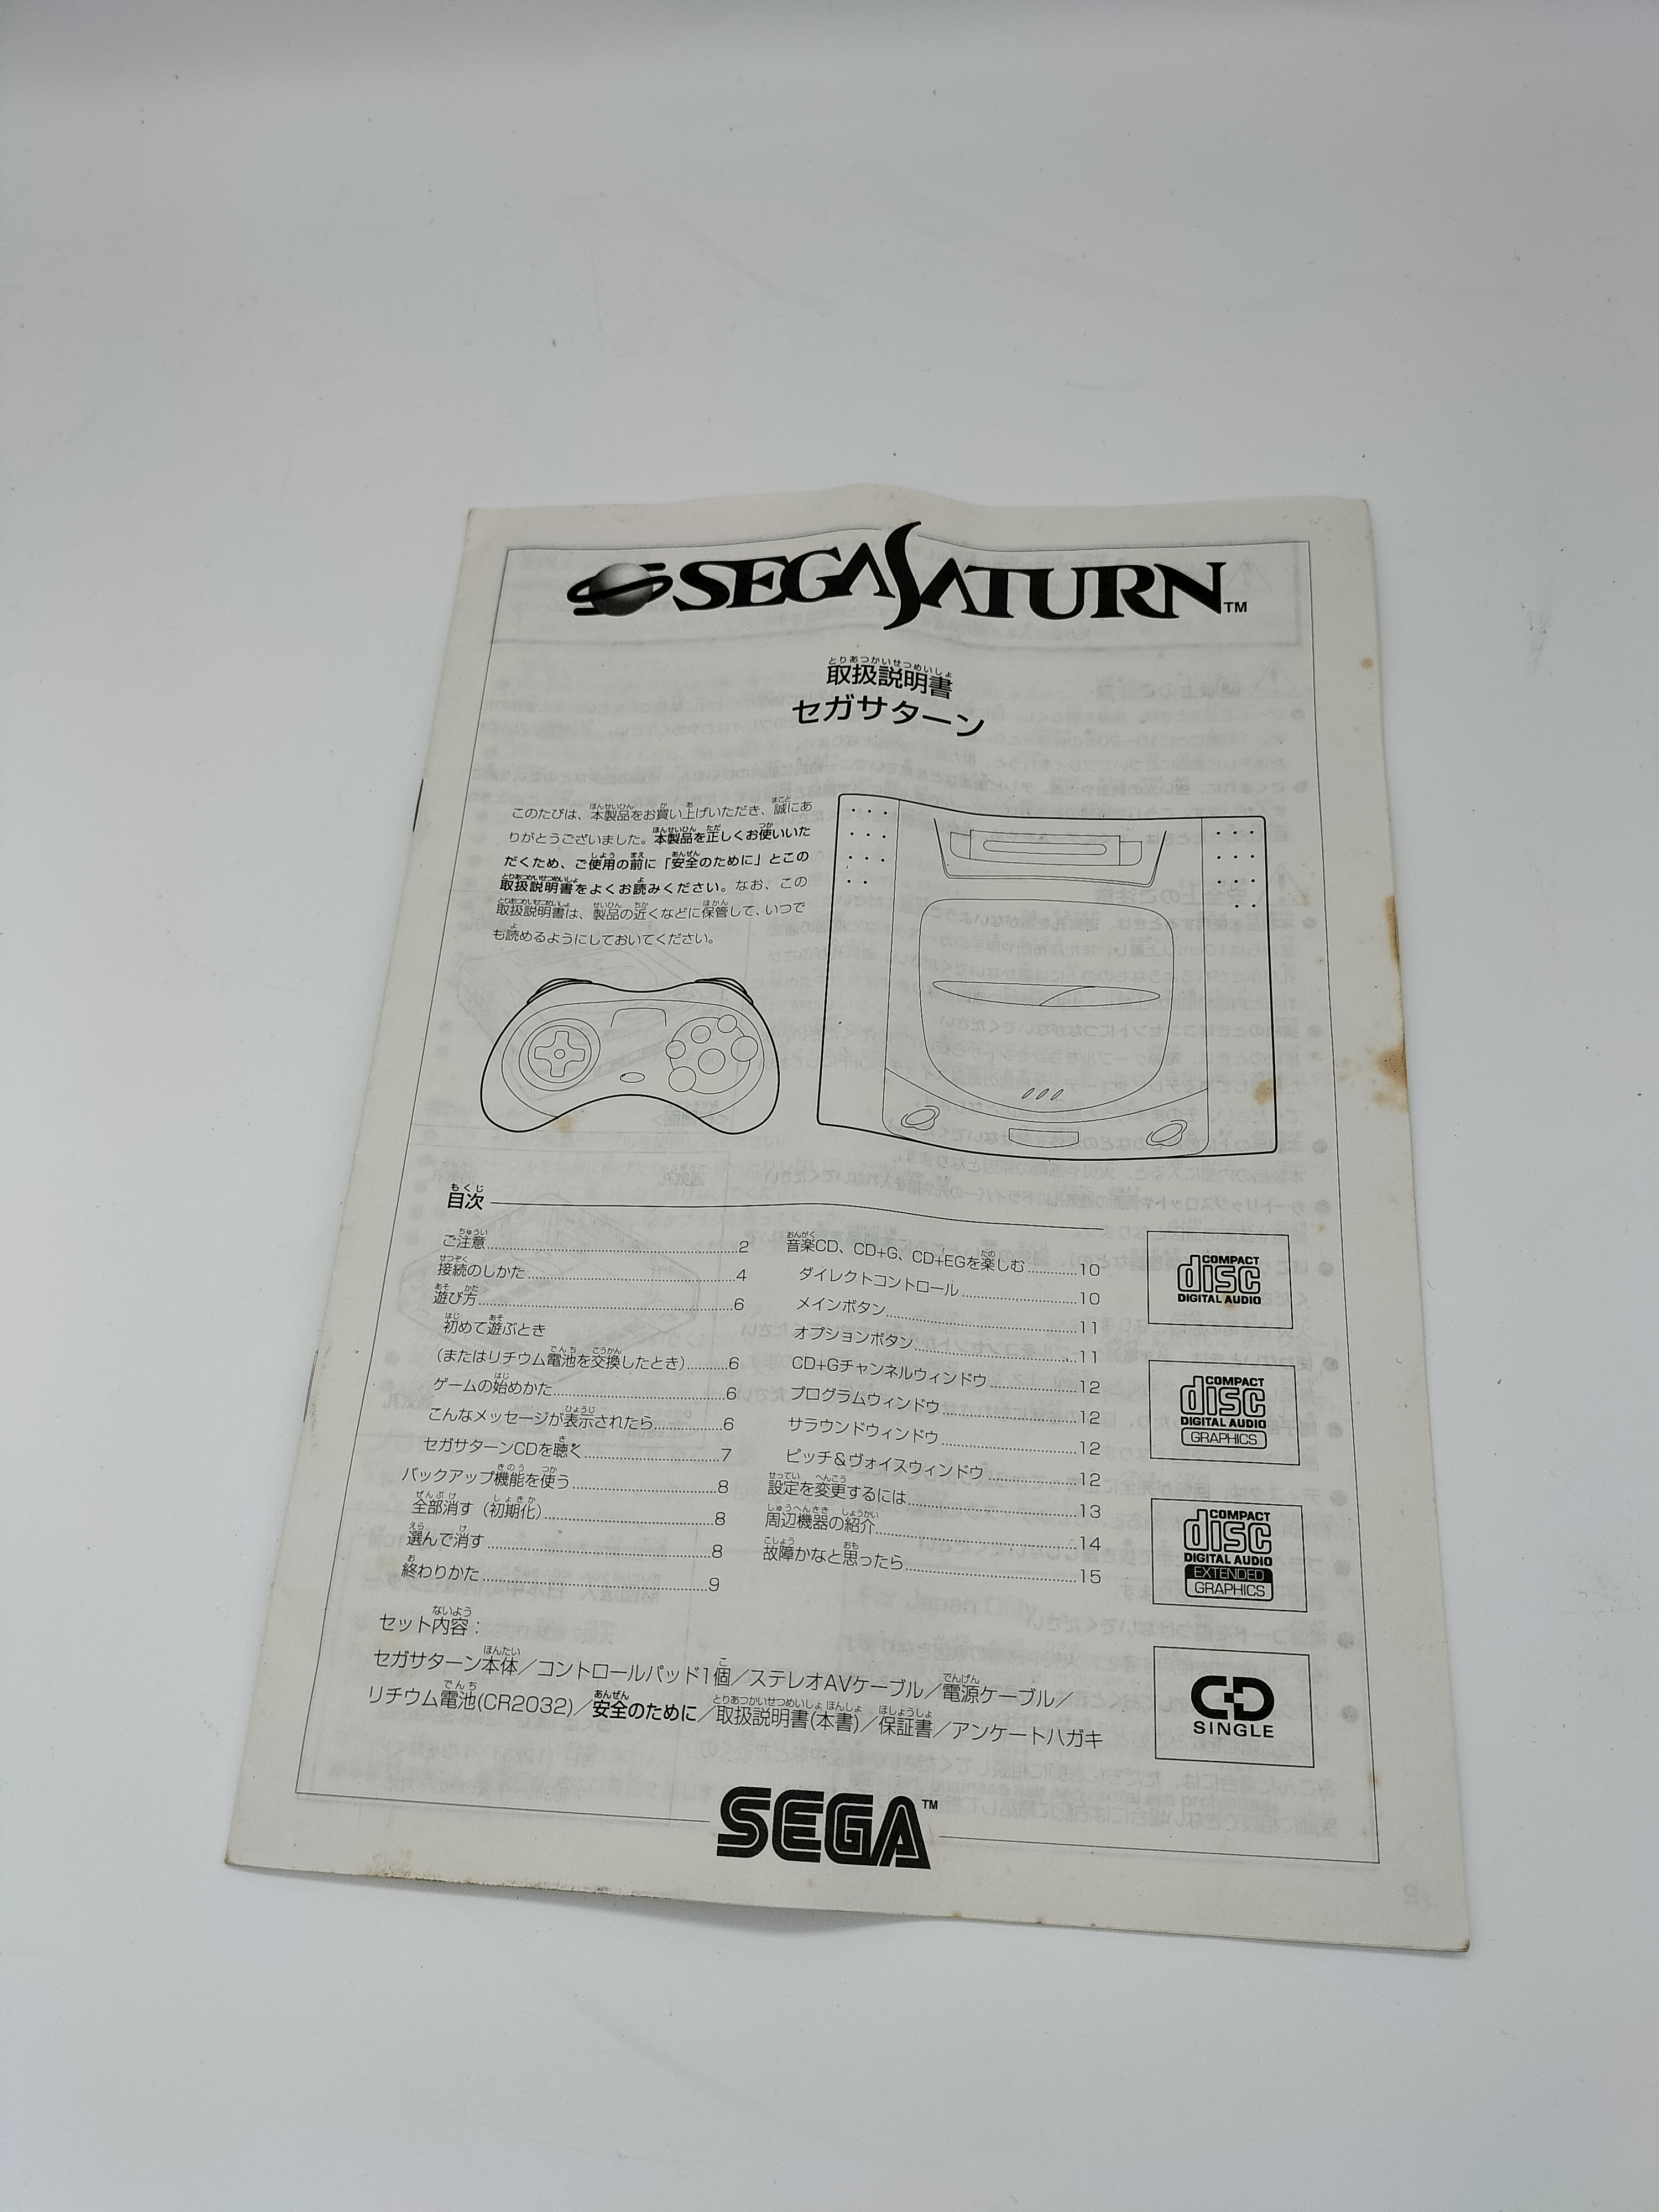 SEGA SATURN TM
とりあつかいせつめいしょ
取扱説明書
セガサターン
このたびは、本製品をお買い上げいただき、誠にあ
りがとうございました。本製品を正しくお使いいた
だくため、ご使用の前に「安全のために」とこの
取扱説明書をよくお読みください。なお、この
取扱説明書は、製品の近くなどに保管して、いつで
も読めるようにしておいてください。
もくじ
目次
ご注意 2
接続のしかた 4
遊び方 6
初めて遊ぶとき
(またはリチウム電池を交換したとき) 6
ゲームの始めかた 6
こんなメッセージが表示されたら 6
セガサターンCDを聴く 7
バックアップ機能を使う 8
全部消す(初期化) 8
選んで消す 8
終わりかた 9
音楽CD、CD+G、CD+EGを楽しむ 10
ダイレクトコントロール 10
メインボタン 11
オプションボタン 11
CD+Gチャンネルウィンドウ 12
プログラムウィンドウ 12
サラウンドウィンドウ 12
ピッチ&ヴォイスウィンドウ 12
設定を変更するには 13
周辺機器の紹介 14
故障かなと思ったら 15
COMPACT
disc
DIGITAL AUDIO
COMPACT
disc
DIGITAL AUDIO
GRAPHICS
COMPACT
disc
DIGITAL AUDIO
EXTENDED
GRAPHICS
CD
SINGLE
セット内容:
セガサターン本体/コントロールパッド1個/ステレオAVケーブル/電源ケーブル/
リチウム電池(CR2032)/安全のために/取扱説明書(本書)/保証書/アンケートハガキ
SEGA TM